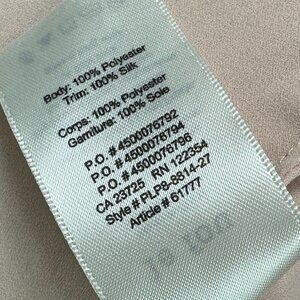 Body: 100% Polyester
Trim: 100% Silk
Corps: 100% Polyester
Garniture: 100% Soie
P.O. # 4500076792
P.O. # 4500076794
P.O. # 4500076796
CA 23725 RN 122354
Style # PLP8-8814-27
Article # 61777